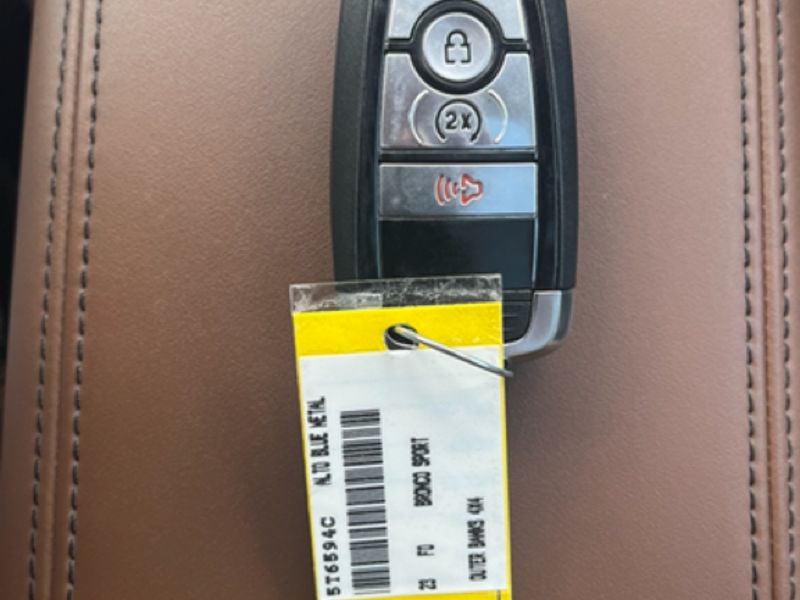 2X
5T6594C
ALTO BLUE METAL
23 FO BRONCO SPORT
OUTER BANKS 4X4